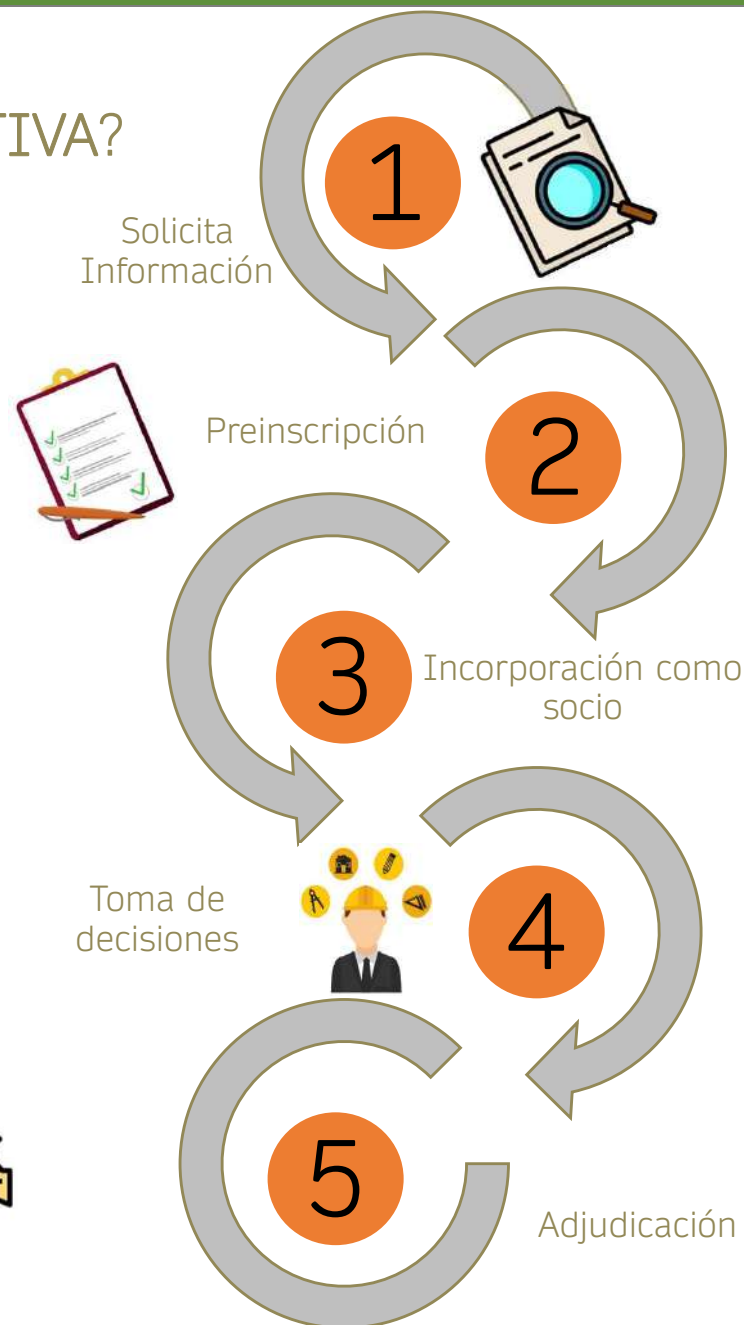 TIVA?
1
Solicita
Información
Preinscripción
2
3
Incorporación como
socio
Toma de
decisiones
4
5
Adjudicación